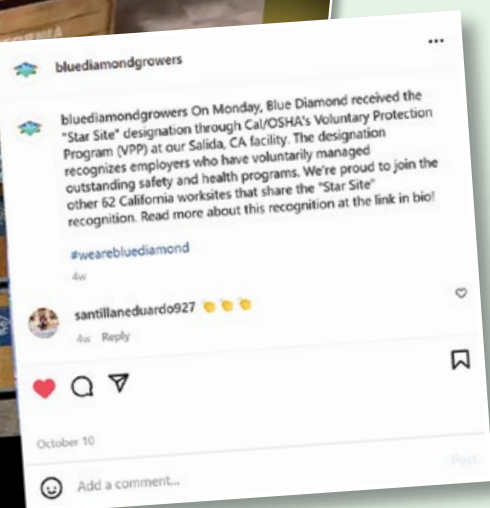 bluediamondgrowers
bluediamondgrowers On Monday, Blue Diamond received the
"Star Site" designation through Cal/OSHA's Voluntary Protection
Program (VPP) at our Salida, CA facility. The designation
recognizes employers who have voluntarily managed
outstanding safety and health programs. We're proud to join the
other 62 California worksites that share the "Star Site"
recognition. Read more about this recognition at the link in bio!
#wearebluediamond
4w
santillaneduardo927 👏 👏 👏
4w Reply
October 10
Add a comment...
Post